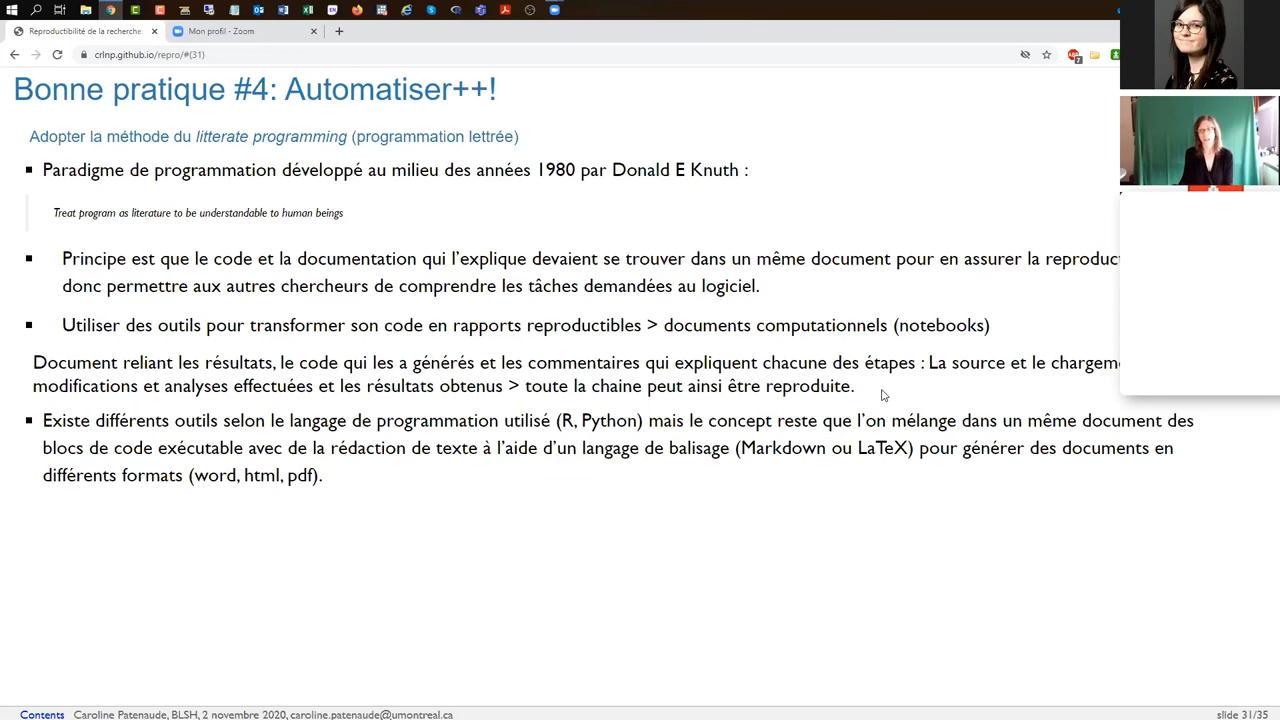 Reproductibilité de la recherche
Mon profil - Zoom
crlnp.github.io/repro/#(31)
Bonne pratique #4: Automatiser++!
Adopter la méthode du litterate programming (programmation lettrée)
Paradigme de programmation développé au milieu des années 1980 par Donald E Knuth :
Treat program as literature to be understandable to human beings
Principe est que le code et la documentation qui l'explique devaient se trouver dans un même document pour en assurer la reproduc
donc permettre aux autres chercheurs de comprendre les tâches demandées au logiciel.
Utiliser des outils pour transformer son code en rapports reproductibles > documents computationnels (notebooks)
Document reliant les résultats, le code qui les a générés et les commentaires qui expliquent chacune des étapes : La source et le chargem
modifications et analyses effectuées et les résultats obtenus > toute la chaine peut ainsi être reproduite.
Existe différents outils selon le langage de programmation utilisé (R, Python) mais le concept reste que l'on mélange dans un même document des
blocs de code exécutable avec de la rédaction de texte à l'aide d'un langage de balisage (Markdown ou LaTeX) pour générer des documents en
différents formats (word, html, pdf).
Contents Caroline Patenaude, BLSH, 2 novembre 2020, caroline.patenaude@umontreal.ca slide 31/35